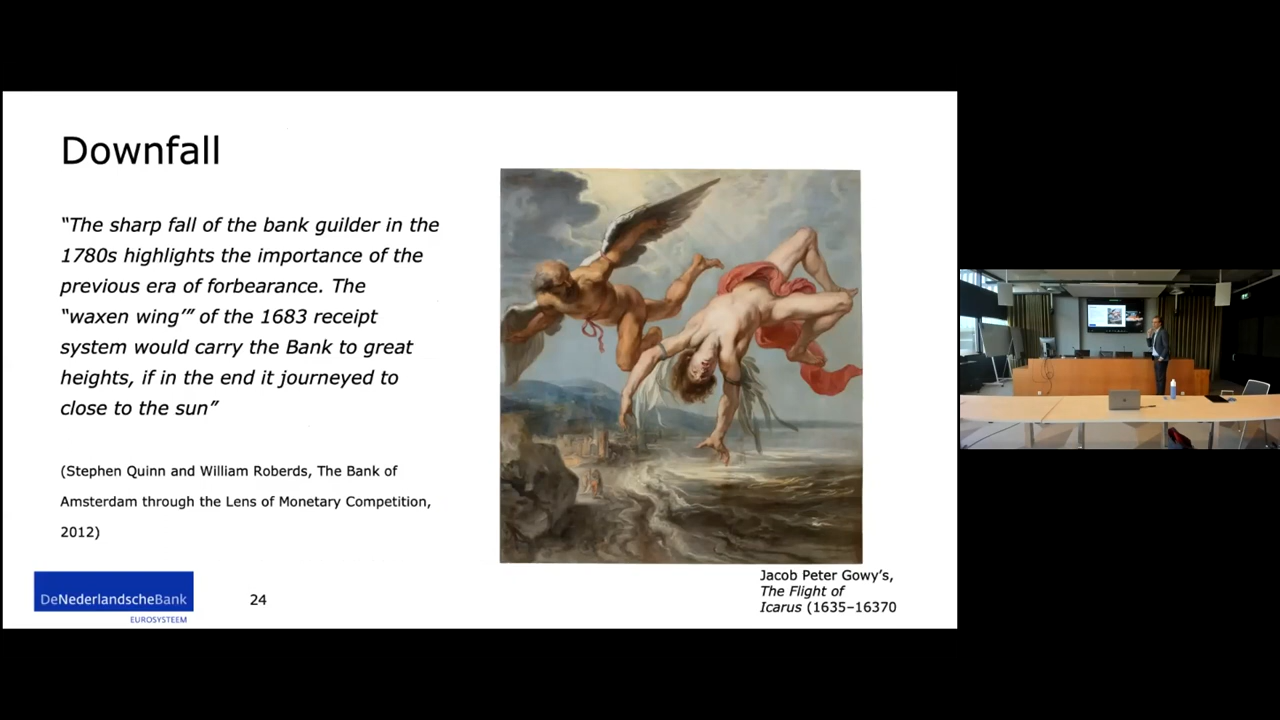 Downfall
“The sharp fall of the bank guilder in the
1780s highlights the importance of the
previous era of forbearance. The
“waxen wing’” of the 1683 receipt
system would carry the Bank to great
heights, if in the end it journeyed to
close to the sun”
(Stephen Quinn and William Roberds, The Bank of
Amsterdam through the Lens of Monetary Competition,
2012)
Jacob Peter Gowy’s,
The Flight of
Icarus (1635–16370
DeNederlandscheBank
EUROSYSTEEM
24